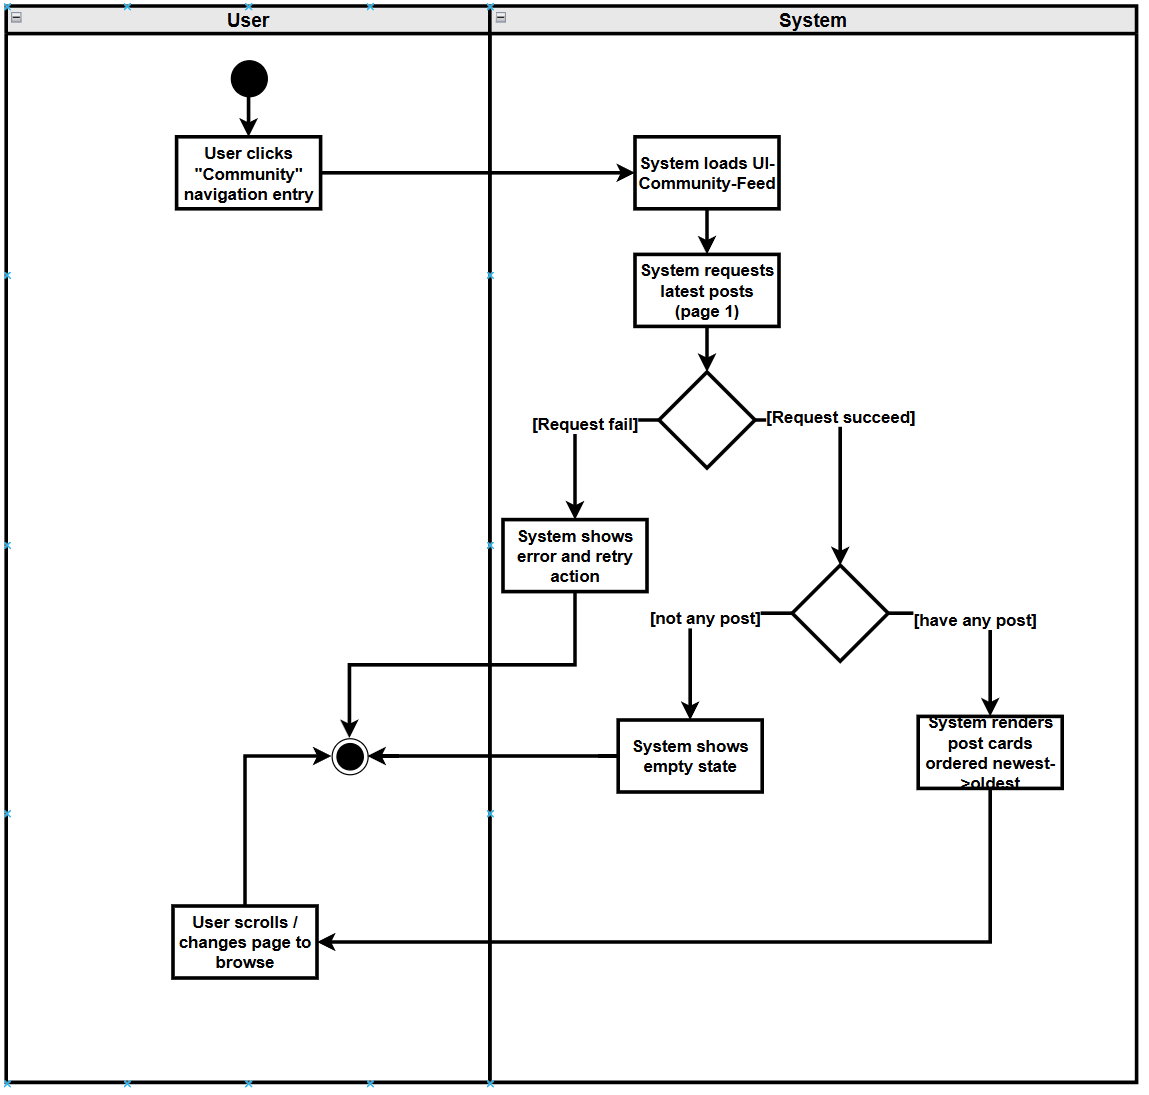 User
System
User clicks
"Community"
navigation entry
System loads UI-
Community-Feed
System requests
latest posts
(page 1)
[Request fail]
[Request succeed]
System shows
error and retry
action
[not any post]
[have any post]
System shows
empty state
System renders
post cards
ordered newest-
>oldest
User scrolls /
changes page to
browse